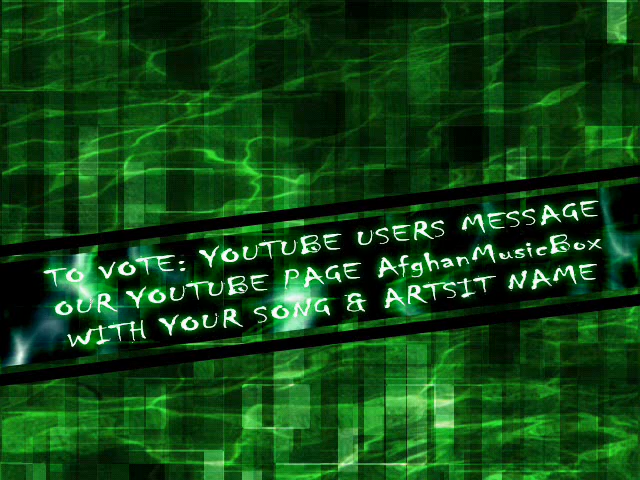 TO VOTE: YOUTUBE USERS MESSAGE
OUR YOUTUBE PAGE AfghanMusicBox
WITH YOUR SONG & ARTSIT NAME